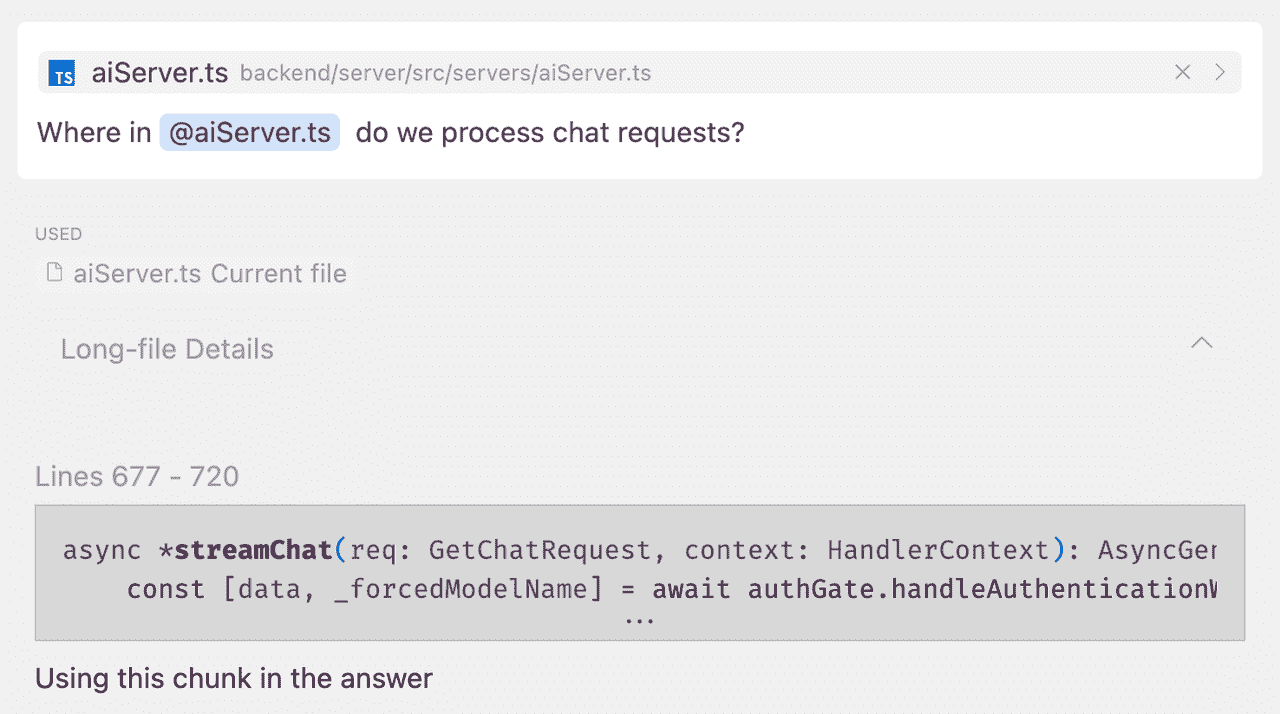 TS aiServer.ts backend/server/src/servers/aiServer.ts
Where in @aiServer.ts do we process chat requests?
USED
aiServer.ts Current file
Long-file Details
Lines 677 - 720
async *streamChat(req: GetChatRequest, context: HandlerContext): AsyncGer
const [data, _forcedModelName] = await authGate.handleAuthenticationW
...
Using this chunk in the answer